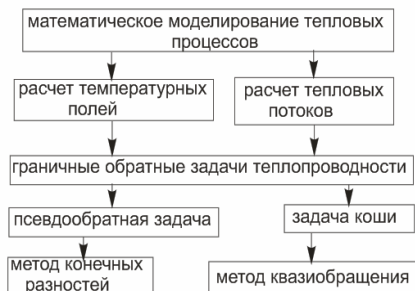 математическое моделирование тепловых
процессов
расчет температурных
полей
расчет тепловых
потоков
граничные обратные задачи теплопроводности
псевдообратная задача
задача коши
метод конечных
разностей
метод квазиобращения